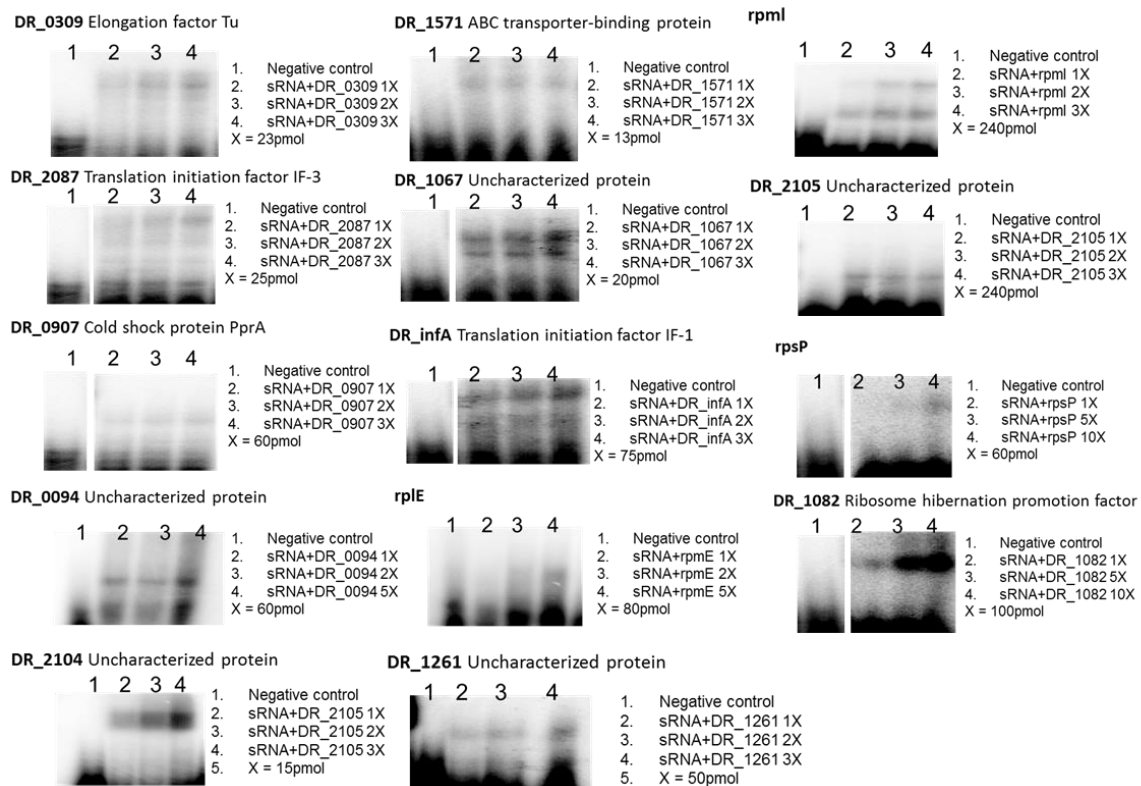 DR_0309 Elongation factor Tu
1 2 3 4
1. Negative control
2. sRNA+DR_0309 1X
3. sRNA+DR_0309 2X
4. sRNA+DR_0309 3X
X = 23pmol
DR_1571 ABC transporter-binding protein
1 2 3 4
1. Negative control
2. sRNA+DR_1571 1X
3. sRNA+DR_1571 2X
4. sRNA+DR_1571 3X
X = 13pmol
rpmI
1 2 3 4
1. Negative control
2. sRNA+rpmI 1X
3. sRNA+rpmI 2X
4. sRNA+rpmI 3X
X = 240pmol
DR_2087 Translation initiation factor IF-3
1 2 3 4
1. Negative control
2. sRNA+DR_2087 1X
3. sRNA+DR_2087 2X
4. sRNA+DR_2087 3X
X = 25pmol
DR_1067 Uncharacterized protein
1 2 3 4
1. Negative control
2. sRNA+DR_1067 1X
3. sRNA+DR_1067 2X
4. sRNA+DR_1067 3X
X = 20pmol
DR_2105 Uncharacterized protein
1 2 3 4
1. Negative control
2. sRNA+DR_2105 1X
3. sRNA+DR_2105 2X
4. sRNA+DR_2105 3X
X = 240pmol
DR_0907 Cold shock protein PprA
1 2 3 4
1. Negative control
2. sRNA+DR_0907 1X
3. sRNA+DR_0907 2X
4. sRNA+DR_0907 3X
X = 60pmol
DR_infA Translation initiation factor IF-1
1 2 3 4
1. Negative control
2. sRNA+DR_infA 1X
3. sRNA+DR_infA 2X
4. sRNA+DR_infA 3X
X = 75pmol
rpsP
1 2 3 4
1. Negative control
2. sRNA+rpsP 1X
3. sRNA+rpsP 5X
4. sRNA+rpsP 10X
X = 60pmol
DR_0094 Uncharacterized protein
1 2 3 4
1. Negative control
2. sRNA+DR_0094 1X
3. sRNA+DR_0094 2X
4. sRNA+DR_0094 5X
X = 60pmol
rplE
1 2 3 4
1. Negative control
2. sRNA+rpmE 1X
3. sRNA+rpmE 2X
4. sRNA+rpmE 5X
X = 80pmol
DR_1082 Ribosome hibernation promotion factor
1 2 3 4
1. Negative control
2. sRNA+DR_1082 1X
3. sRNA+DR_1082 5X
4. sRNA+DR_1082 10X
X = 100pmol
DR_2104 Uncharacterized protein
1 2 3 4
1. Negative control
2. sRNA+DR_2105 1X
3. sRNA+DR_2105 2X
4. sRNA+DR_2105 3X
5. X = 15pmol
DR_1261 Uncharacterized protein
1 2 3 4
1. Negative control
2. sRNA+DR_1261 1X
3. sRNA+DR_1261 2X
4. sRNA+DR_1261 3X
5. X = 50pmol